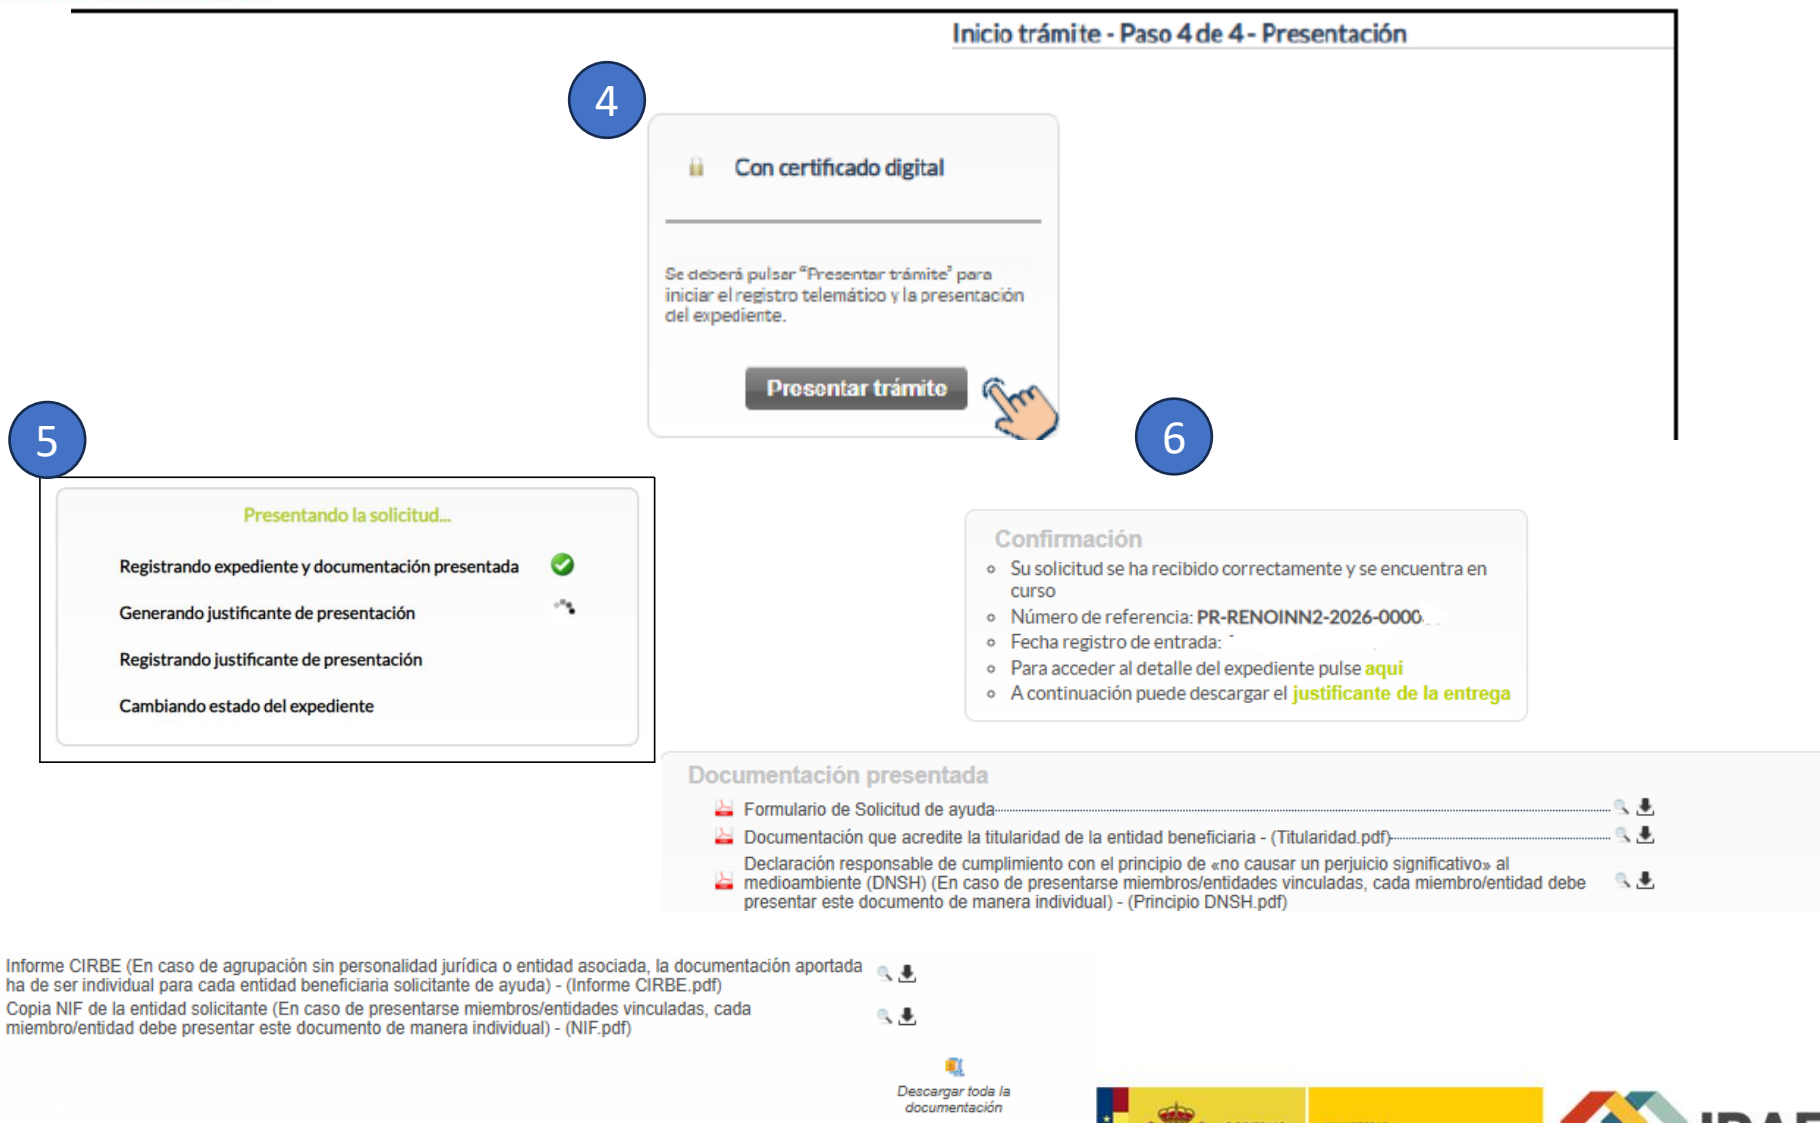 Inicio trámite - Paso 4 de 4 - Presentación
4
Con certificado digital
Se deberá pulsar “Presentar trámite” para
iniciar el registro telemático y la presentación
del expediente.
Presentar trámite
5
Presentando la solicitud...
Registrando expediente y documentación presentada
Generando justificante de presentación
Registrando justificante de presentación
Cambiando estado del expediente
6
Confirmación
Su solicitud se ha recibido correctamente y se encuentra en
curso
Número de referencia: PR-RENOINN2-2026-0000
Fecha registro de entrada:
Para acceder al detalle del expediente pulse aquí
A continuación puede descargar el justificante de la entrega
Documentación presentada
Formulario de Solicitud de ayuda
Documentación que acredite la titularidad de la entidad beneficiaria - (Titularidad.pdf)
Declaración responsable de cumplimiento con el principio de «no causar un perjuicio significativo» al
medioambiente (DNSH) (En caso de presentarse miembros/entidades vinculadas, cada miembro/entidad debe
presentar este documento de manera individual) - (Principio DNSH.pdf)
Informe CIRBE (En caso de agrupación sin personalidad jurídica o entidad asociada, la documentación aportada
ha de ser individual para cada entidad beneficiaria solicitante de ayuda) - (Informe CIRBE.pdf)
Copia NIF de la entidad solicitante (En caso de presentarse miembros/entidades vinculadas, cada
miembro/entidad debe presentar este documento de manera individual) - (NIF.pdf)
Descargar toda la
documentación